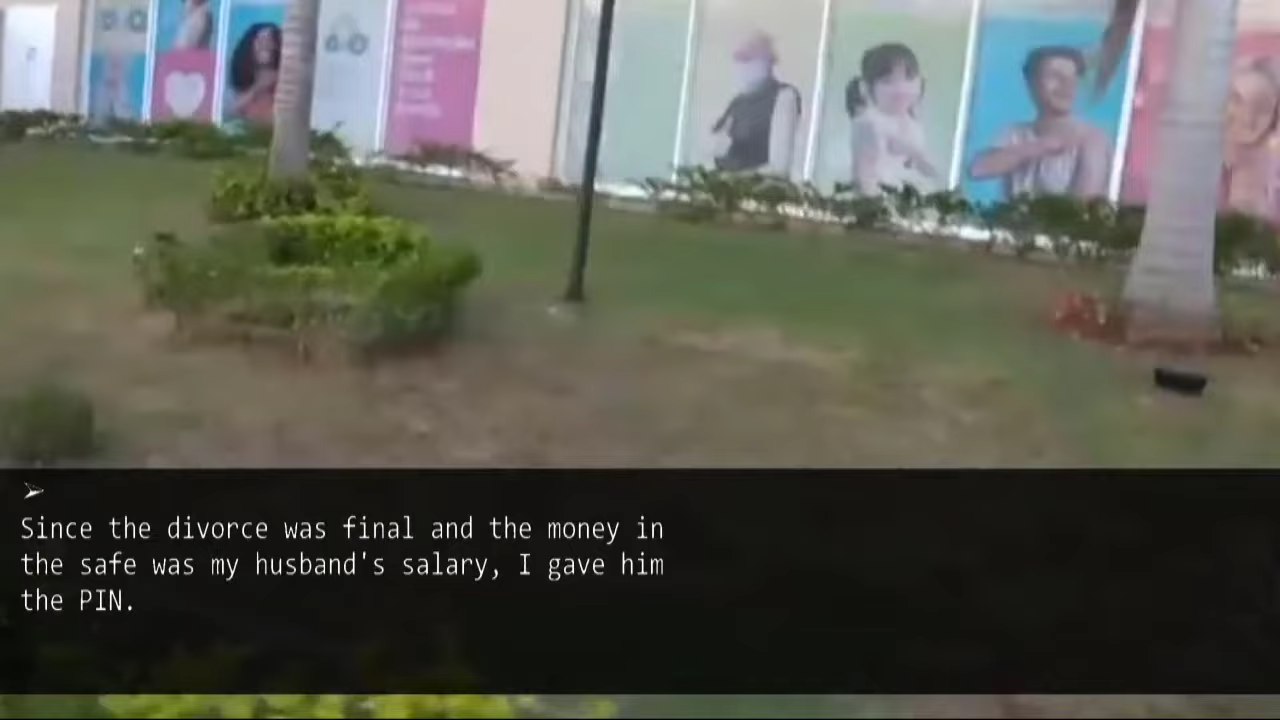 ➢
Since the divorce was final and the money in
the safe was my husband's salary, I gave him
the PIN.